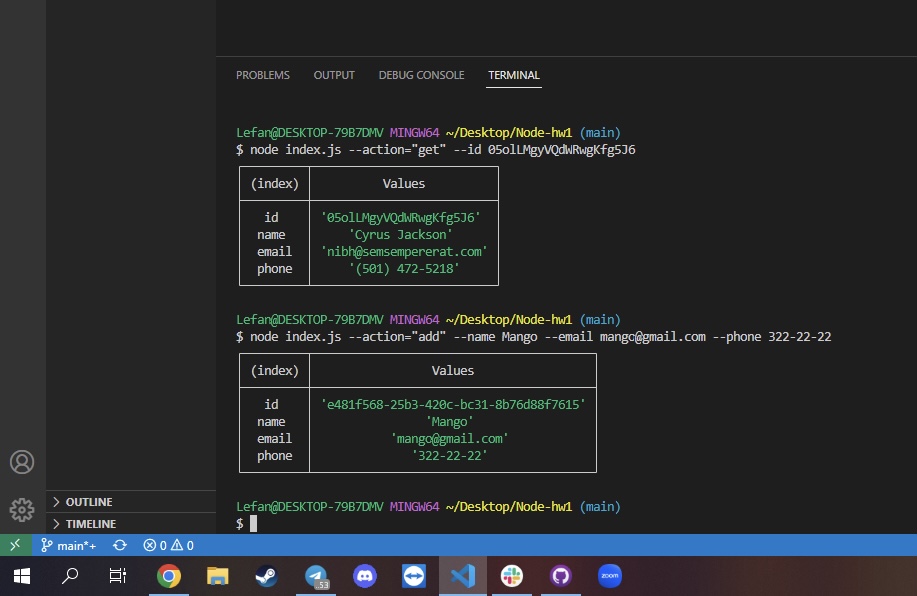 PROBLEMS OUTPUT DEBUG CONSOLE TERMINAL
Lefan@DESKTOP-79B7DMV MINGW64 ~/Desktop/Node-hw1 (main)
$ node index.js --action="get" --id 05olLMgyVQdWRwgKfg5J6
(index) Values
id '05olLMgyVQdWRwgKfg5J6'
name 'Cyrus Jackson'
email 'nibh@semsempererat.com'
phone '(501) 472-5218'
Lefan@DESKTOP-79B7DMV MINGW64 ~/Desktop/Node-hw1 (main)
$ node index.js --action="add" --name Mango --email mango@gmail.com --phone 322-22-22
(index) Values
id 'e481f568-25b3-420c-bc31-8b76d88f7615'
name 'Mango'
email 'mango@gmail.com'
phone '322-22-22'
Lefan@DESKTOP-79B7DMV MINGW64 ~/Desktop/Node-hw1 (main)
$
OUTLINE
TIMELINE
main*+ 0 0
53
zoom